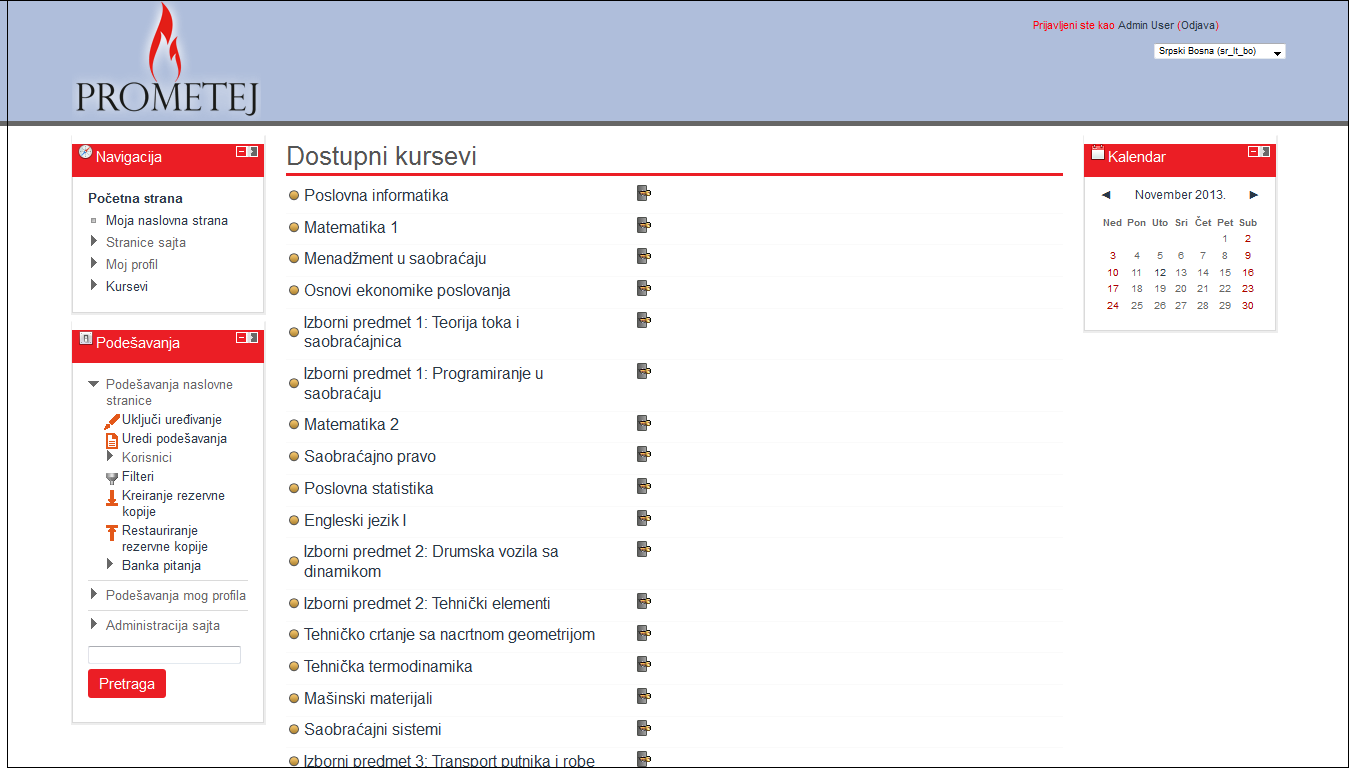 Prijavljeni ste kao Admin User (Odjava)
Srpski Bosna (sr_lt_bo)
PROMETEJ
Navigacija
Početna strana
Moja naslovna strana
Stranice sajta
Moj profil
Kursevi
Podešavanja
Podešavanja naslovne
stranice
Uključi uređivanje
Uredi podešavanja
Korisnici
Filteri
Kreiranje rezervne
kopije
Restauriranje
rezervne kopije
Banka pitanja
Podešavanja mog profila
Administracija sajta
Pretraga
Dostupni kursevi
Poslovna informatika
Matematika 1
Menadžment u saobraćaju
Osnovi ekonomike poslovanja
Izborni predmet 1: Teorija toka i
saobraćajnica
Izborni predmet 1: Programiranje u
saobraćaju
Matematika 2
Saobraćajno pravo
Poslovna statistika
Engleski jezik I
Izborni predmet 2: Drumska vozila sa
dinamikom
Izborni predmet 2: Tehnički elementi
Tehničko crtanje sa nacrtnom geometrijom
Tehnička termodinamika
Mašinski materijali
Saobraćajni sistemi
Izborni predmet 3: Transport putnika i robe
Kalendar
◄ November 2013. ►
Ned Pon Uto Sri Čet Pet Sub
1 2
3 4 5 6 7 8 9
10 11 12 13 14 15 16
17 18 19 20 21 22 23
24 25 26 27 28 29 30